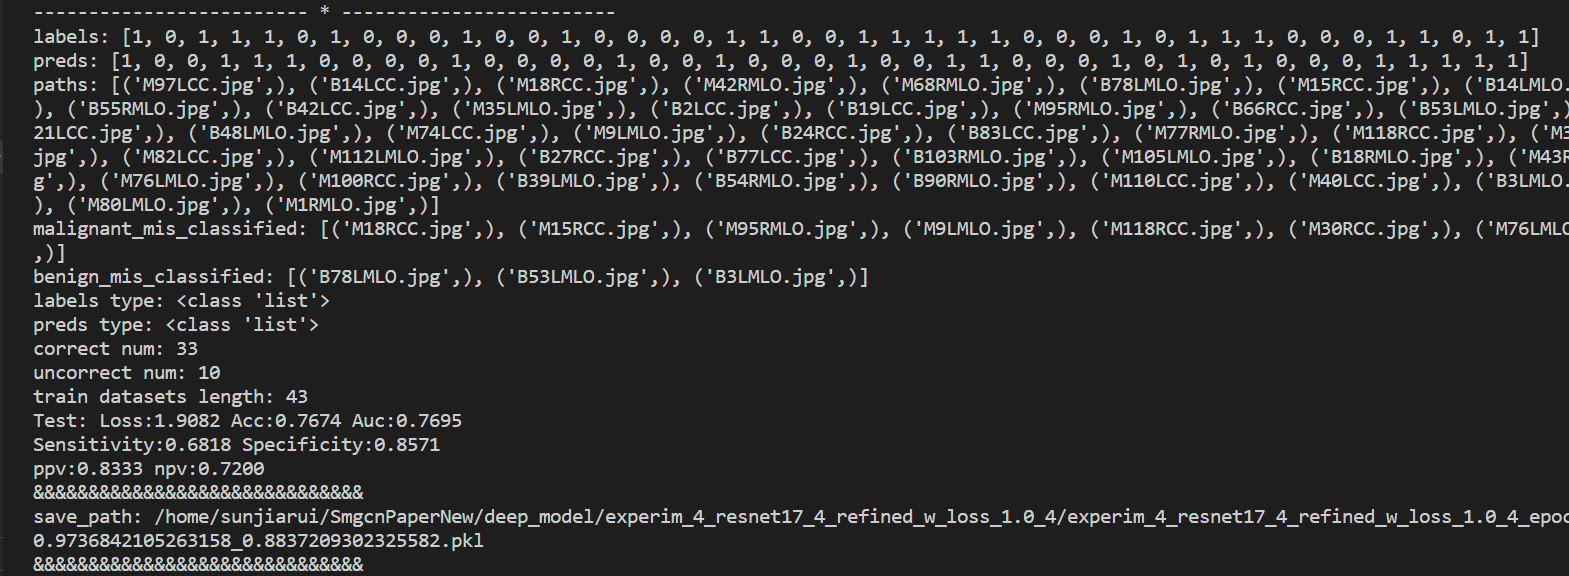 ------------------------- * -------------------------
labels: [1, 0, 1, 1, 1, 0, 1, 0, 0, 0, 1, 0, 0, 1, 0, 0, 0, 0, 1, 1, 0, 0, 1, 1, 1, 1, 1, 0, 0, 0, 1, 0, 1, 1, 1, 0, 0, 0, 1, 1, 0, 1, 1]
preds: [1, 0, 0, 1, 1, 1, 0, 0, 0, 0, 1, 0, 0, 0, 0, 1, 0, 0, 1, 0, 0, 0, 1, 0, 0, 1, 1, 0, 0, 0, 1, 0, 1, 0, 1, 0, 0, 0, 1, 1, 1, 1, 1]
paths: [('M97LCC.jpg',), ('B14LCC.jpg',), ('M18RCC.jpg',), ('M42RMLO.jpg',), ('M68RMLO.jpg',), ('B78LMLO.jpg',), ('M15RCC.jpg',), ('B14LMLO.
), ('B55RMLO.jpg',), ('B42LCC.jpg',), ('M35LMLO.jpg',), ('B2LCC.jpg',), ('B19LCC.jpg',), ('M95RMLO.jpg',), ('B66RCC.jpg',), ('B53LMLO.jpg',)
21LCC.jpg',), ('B48LMLO.jpg',), ('M74LCC.jpg',), ('M9LMLO.jpg',), ('B24RCC.jpg',), ('B83LCC.jpg',), ('M77RMLO.jpg',), ('M118RCC.jpg',), ('M3
jpg',), ('M82LCC.jpg',), ('M112LMLO.jpg',), ('B27RCC.jpg',), ('B77LCC.jpg',), ('B103RMLO.jpg',), ('M105LMLO.jpg',), ('B18RMLO.jpg',), ('M43R
g',), ('M76LMLO.jpg',), ('M100RCC.jpg',), ('B39LMLO.jpg',), ('B54RMLO.jpg',), ('B90RMLO.jpg',), ('M110LCC.jpg',), ('M40LCC.jpg',), ('B3LMLO.
), ('M80LMLO.jpg',), ('M1RMLO.jpg',)]
malignant_mis_classified: [('M18RCC.jpg',), ('M15RCC.jpg',), ('M95RMLO.jpg',), ('M9LMLO.jpg',), ('M118RCC.jpg',), ('M30RCC.jpg',), ('M76LMLO
,)]
benign_mis_classified: [('B78LMLO.jpg',), ('B53LMLO.jpg',), ('B3LMLO.jpg',)]
labels type: <class 'list'>
preds type: <class 'list'>
correct num: 33
uncorrect num: 10
train datasets length: 43
Test: Loss:1.9082 Acc:0.7674 Auc:0.7695
Sensitivity:0.6818 Specificity:0.8571
ppv:0.8333 npv:0.7200
&&&&&&&&&&&&&&&&&&&&&&&&&&&&&&
save_path: /home/sunjiarui/SmgcnPaperNew/deep_model/experim_4_resnet17_4_refined_w_loss_1.0_4/experim_4_resnet17_4_refined_w_loss_1.0_4_epoc
0.9736842105263158_0.8837209302325582.pkl
&&&&&&&&&&&&&&&&&&&&&&&&&&&&&&